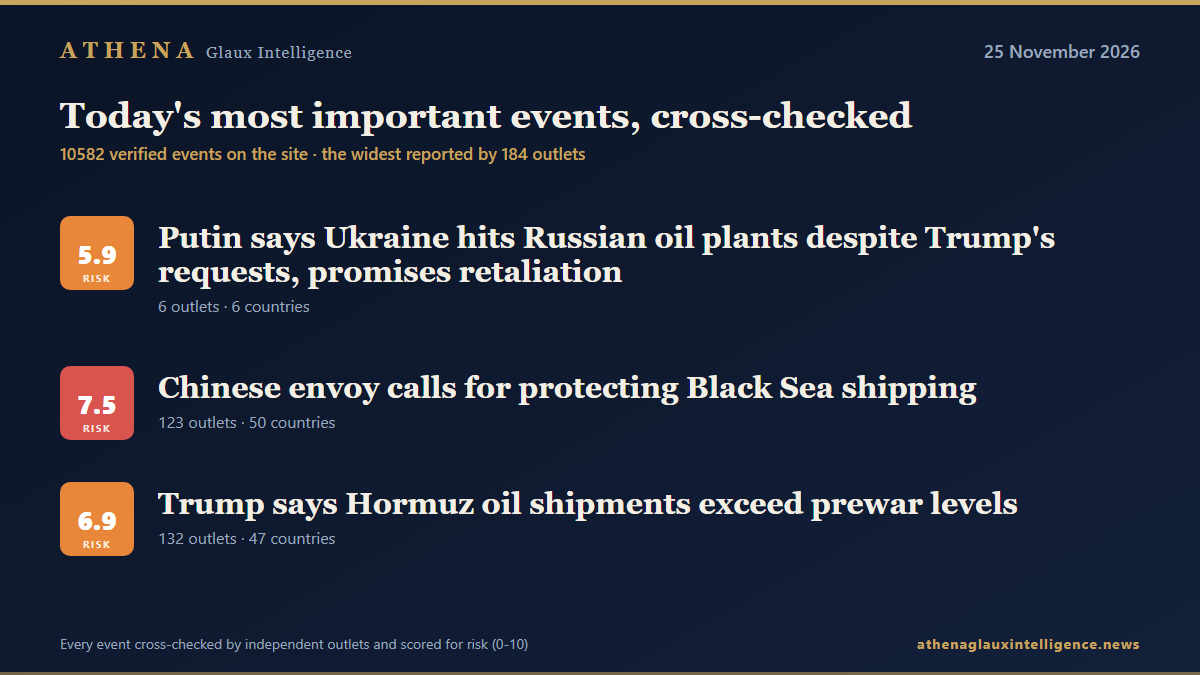 ATHENA Glaux Intelligence
25 November 2026
Today's most important events, cross-checked
10582 verified events on the site · the widest reported by 184 outlets
5.9
RISK
Putin says Ukraine hits Russian oil plants despite Trump's
requests, promises retaliation
6 outlets · 6 countries
7.5
RISK
Chinese envoy calls for protecting Black Sea shipping
123 outlets · 50 countries
6.9
RISK
Trump says Hormuz oil shipments exceed prewar levels
132 outlets · 47 countries
Every event cross-checked by independent outlets and scored for risk (0-10)
athenaglauxintelligence.news